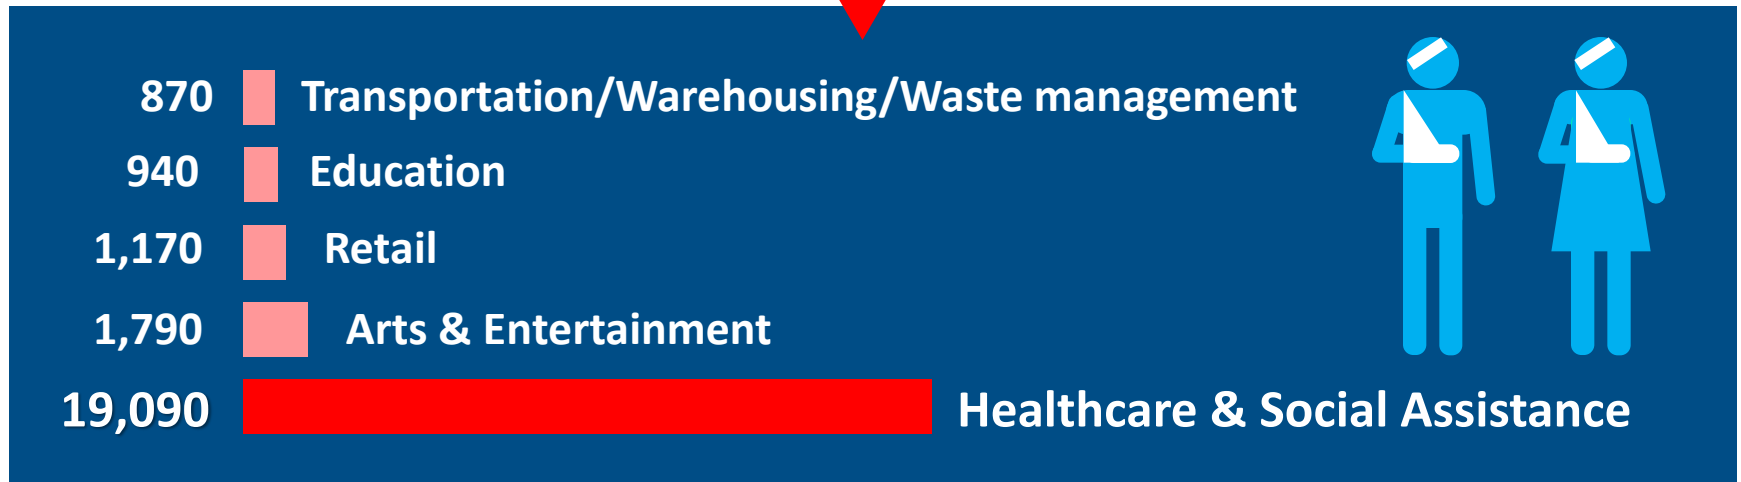 870 Transportation/Warehousing/Waste management
940 Education
1,170 Retail
1,790 Arts & Entertainment
19,090 Healthcare & Social Assistance